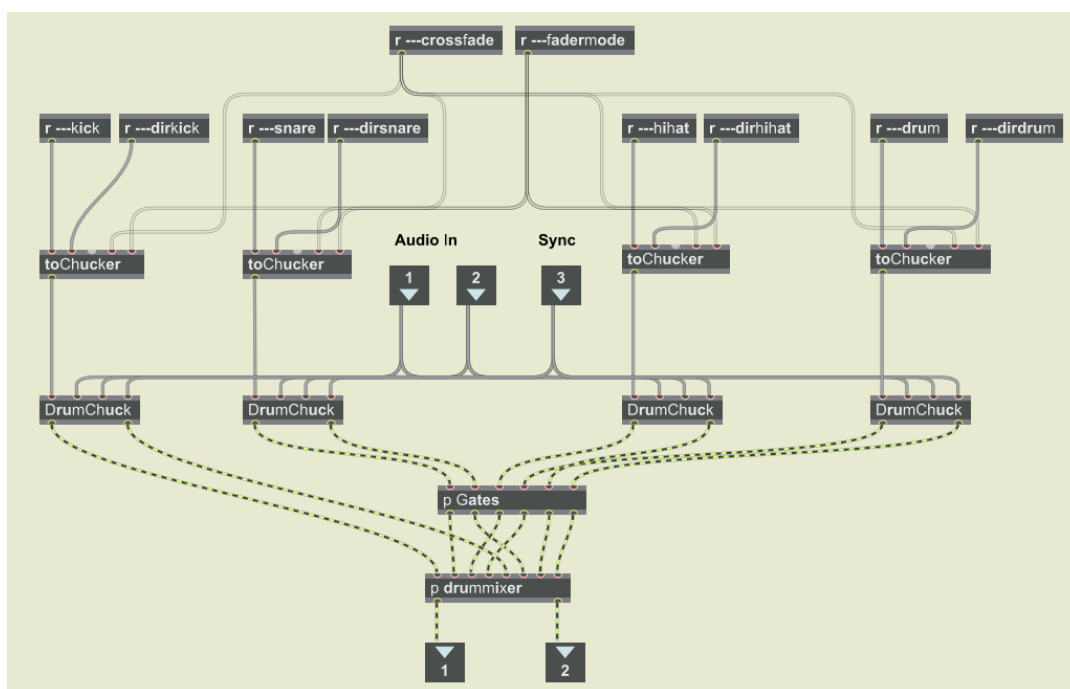 r ---crossfade
r ---fadermode
r ---kick
r ---dirkick
r ---snare
r ---dirsnare
r ---hihat
r ---dirhihat
r ---drum
r ---dirdrum
toChucker
toChucker
toChucker
toChucker
Audio In
Sync
1
2
3
DrumChuck
DrumChuck
DrumChuck
DrumChuck
p Gates
p drummixer
1
2